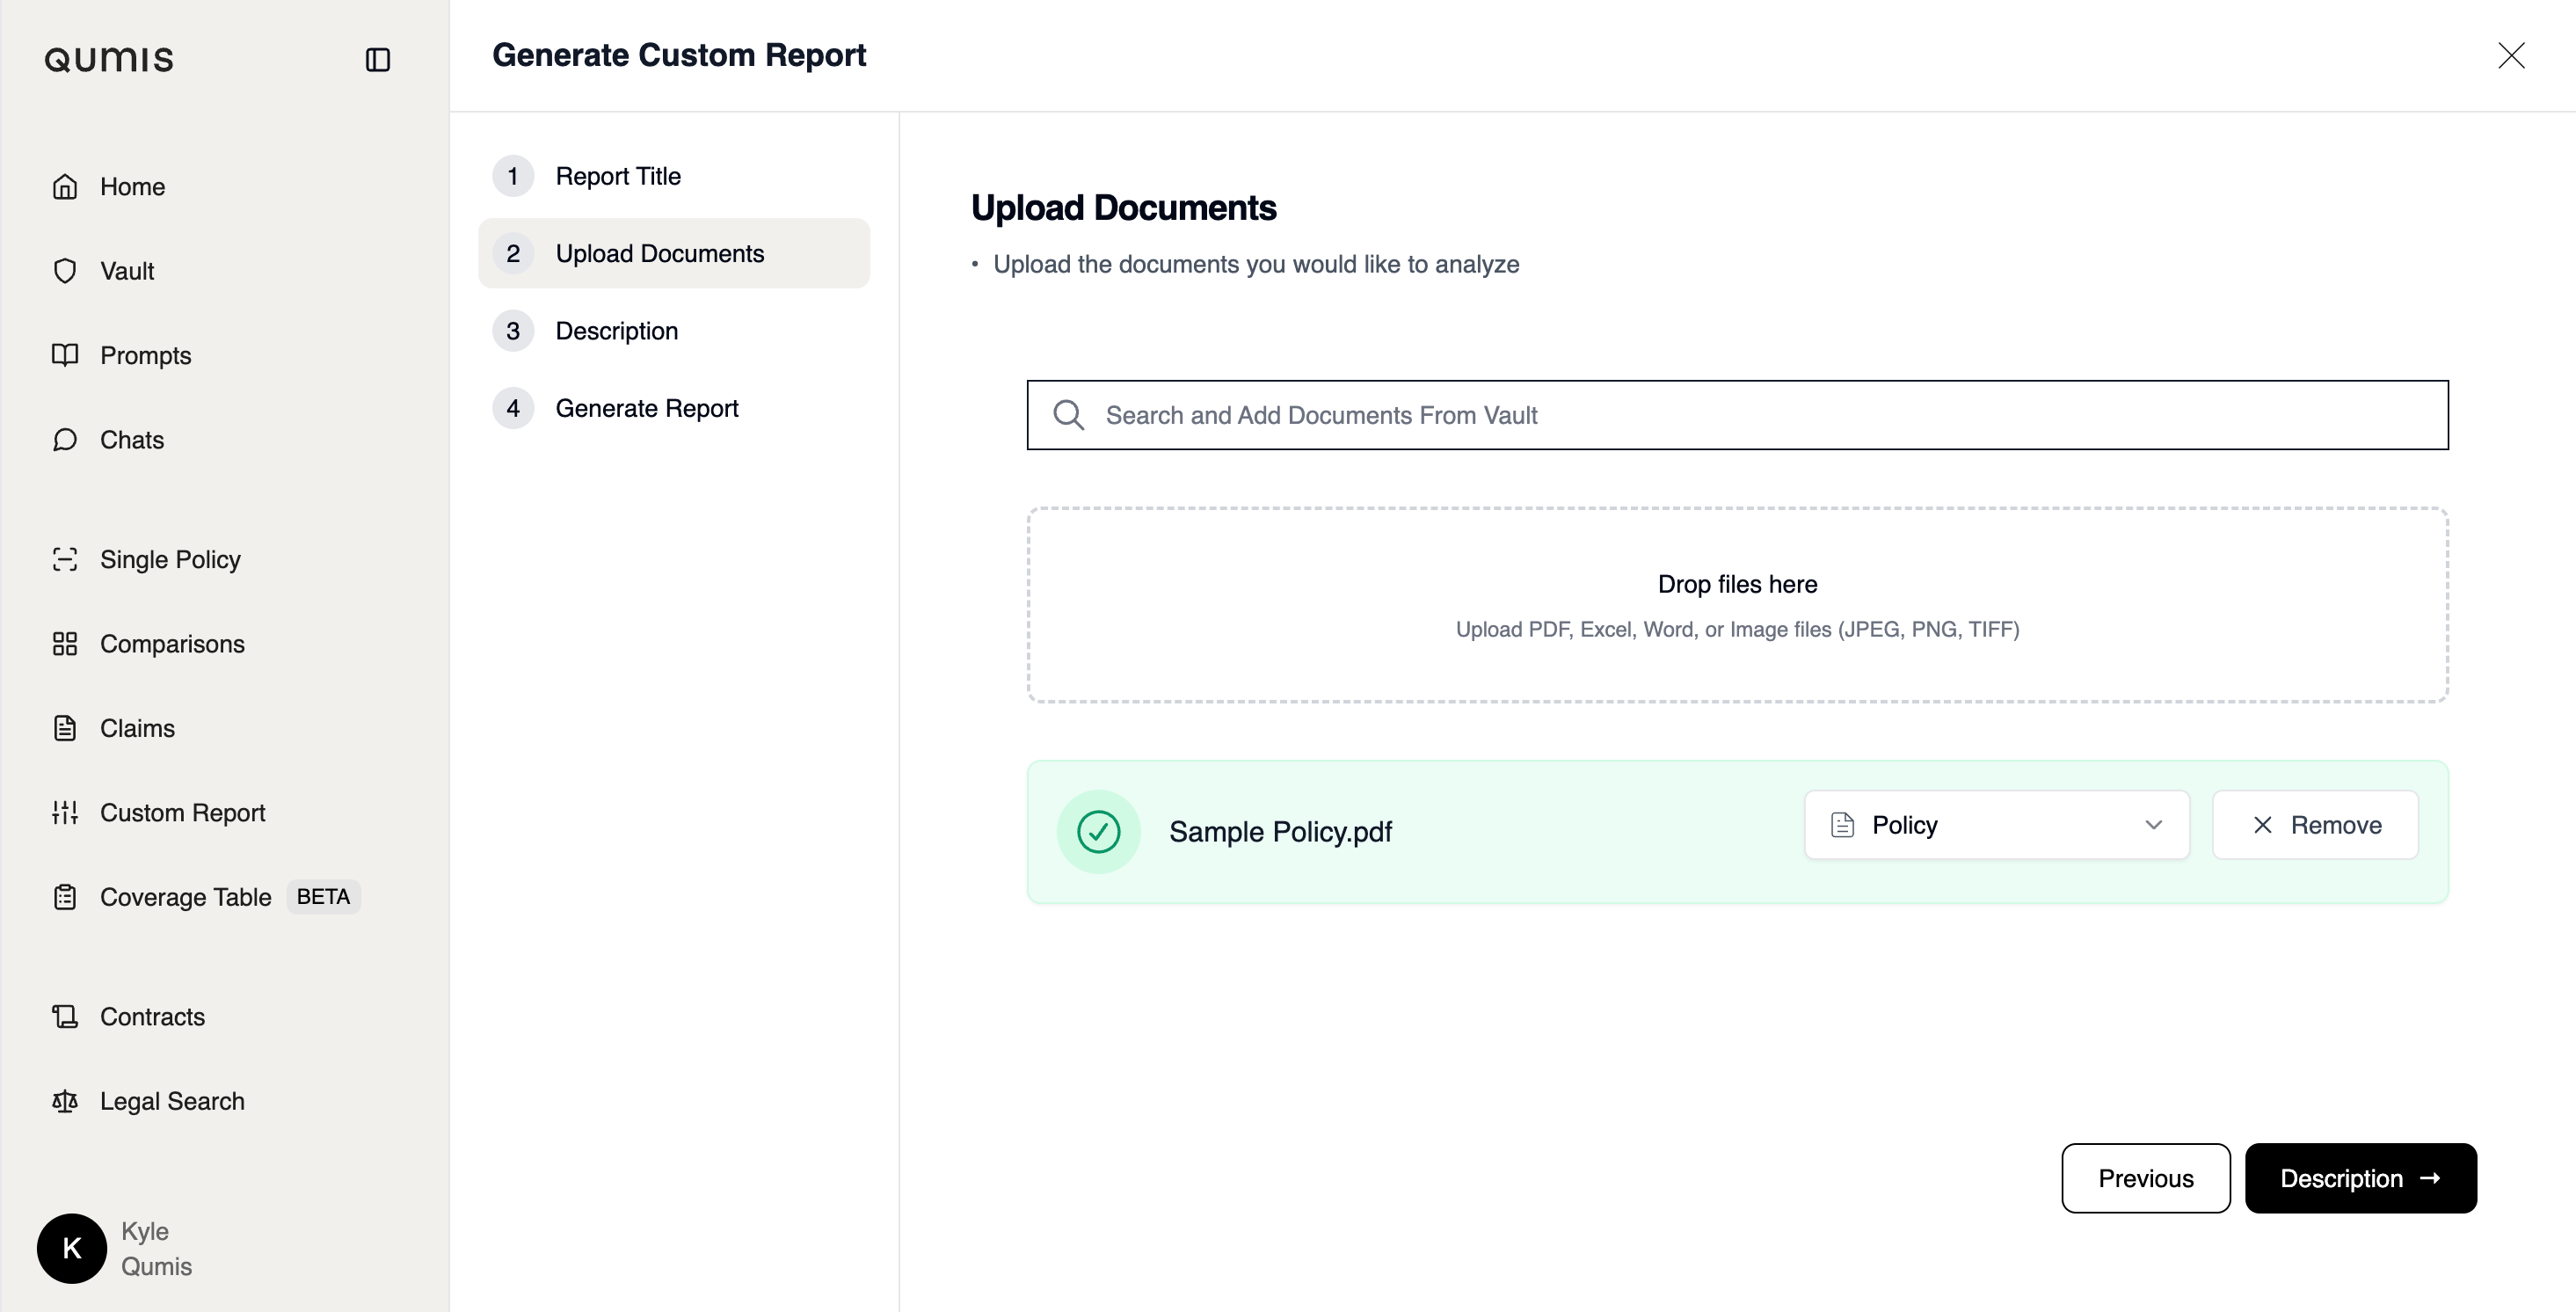 Qumis
Generate Custom Report
Home
Vault
Prompts
Chats
Single Policy
Comparisons
Claims
Custom Report
Coverage Table BETA
Contracts
Legal Search
K
Kyle
Qumis
1 Report Title
2 Upload Documents
3 Description
4 Generate Report
Upload Documents
• Upload the documents you would like to analyze
Search and Add Documents From Vault
Drop files here
Upload PDF, Excel, Word, or Image files (JPEG, PNG, TIFF)
Sample Policy.pdf
Policy
Remove
Previous
Description →